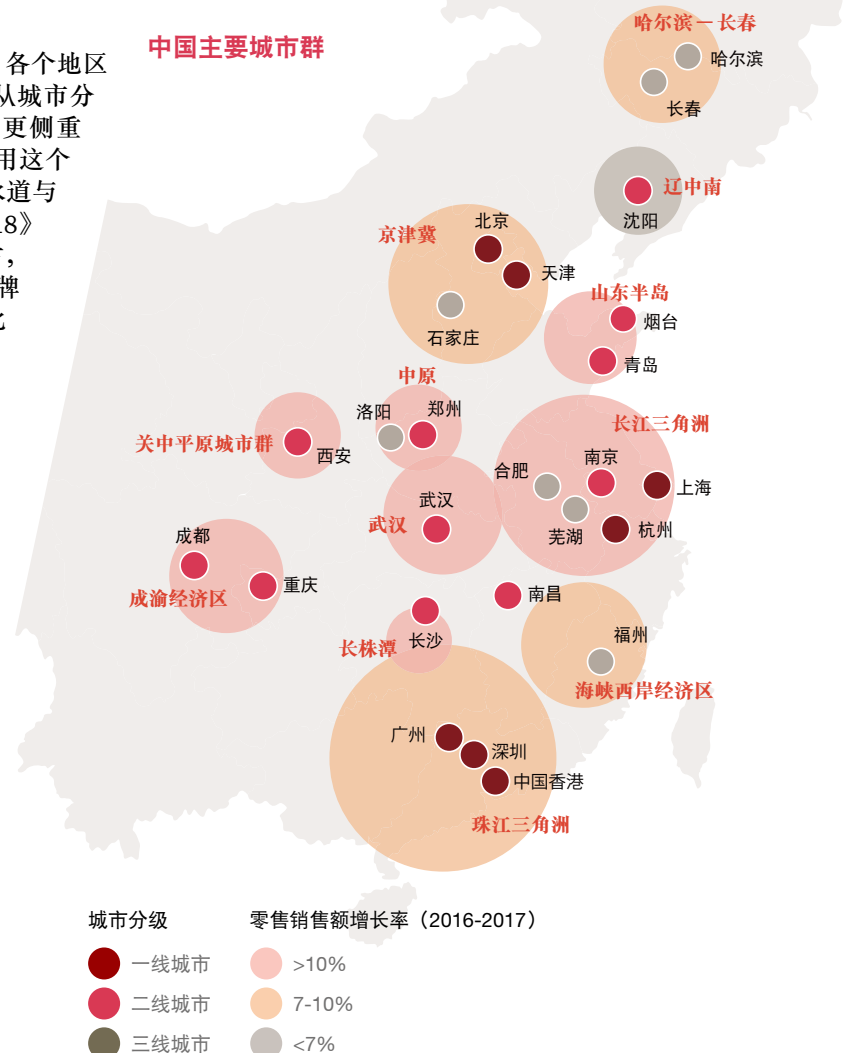 中国主要城市群
各个地区
从城市分
更侧重
用这个
水道与
18》
牌
哈尔滨－长春
哈尔滨
长春
辽中南
沈阳
京津冀
北京
天津
石家庄
山东半岛
烟台
青岛
中原
洛阳
郑州
关中平原城市群
西安
长江三角洲
合肥
南京
上海
芜湖
杭州
武汉
武汉
成都
重庆
成渝经济区
南昌
长株潭
长沙
福州
海峡西岸经济区
广州
深圳
中国香港
珠江三角洲
城市分级
一线城市
二线城市
三线城市
零售销售额增长率（2016-2017）
>10%
7-10%
<7%